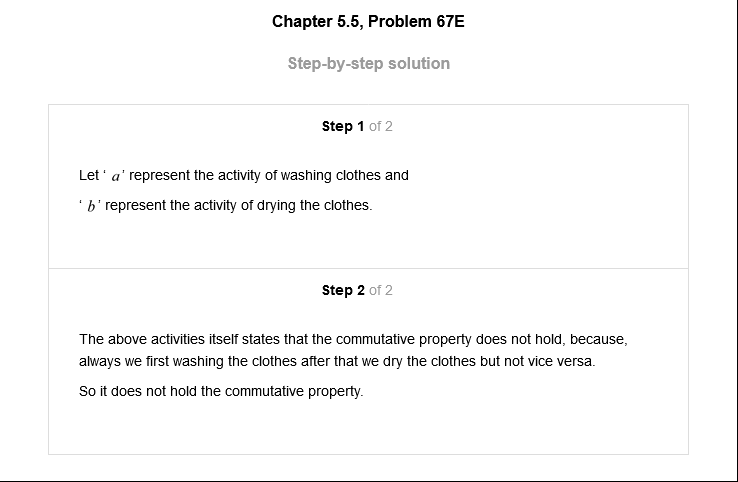 Chapter 5.5, Problem 67E
Step-by-step solution
Step 1 of 2
Let ‘ a’ represent the activity of washing clothes and
‘ b’ represent the activity of drying the clothes.
Step 2 of 2
The above activities itself states that the commutative property does not hold, because,
always we first washing the clothes after that we dry the clothes but not vice versa.
So it does not hold the commutative property.